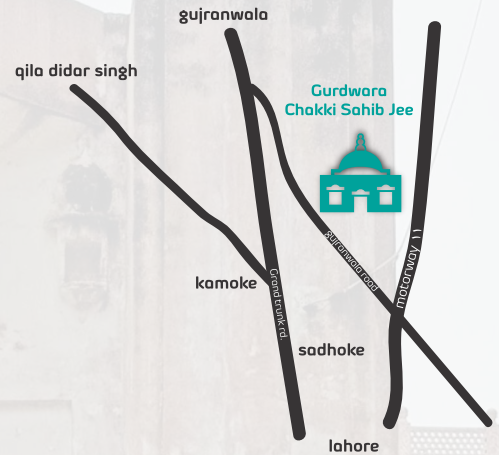 gujranwala
qila didar singh
Gurdwara
Chakki Sahib Jee
gujranwala road
motorway 11
kamoke
Grand trunk rd.
sadhoke
lahore